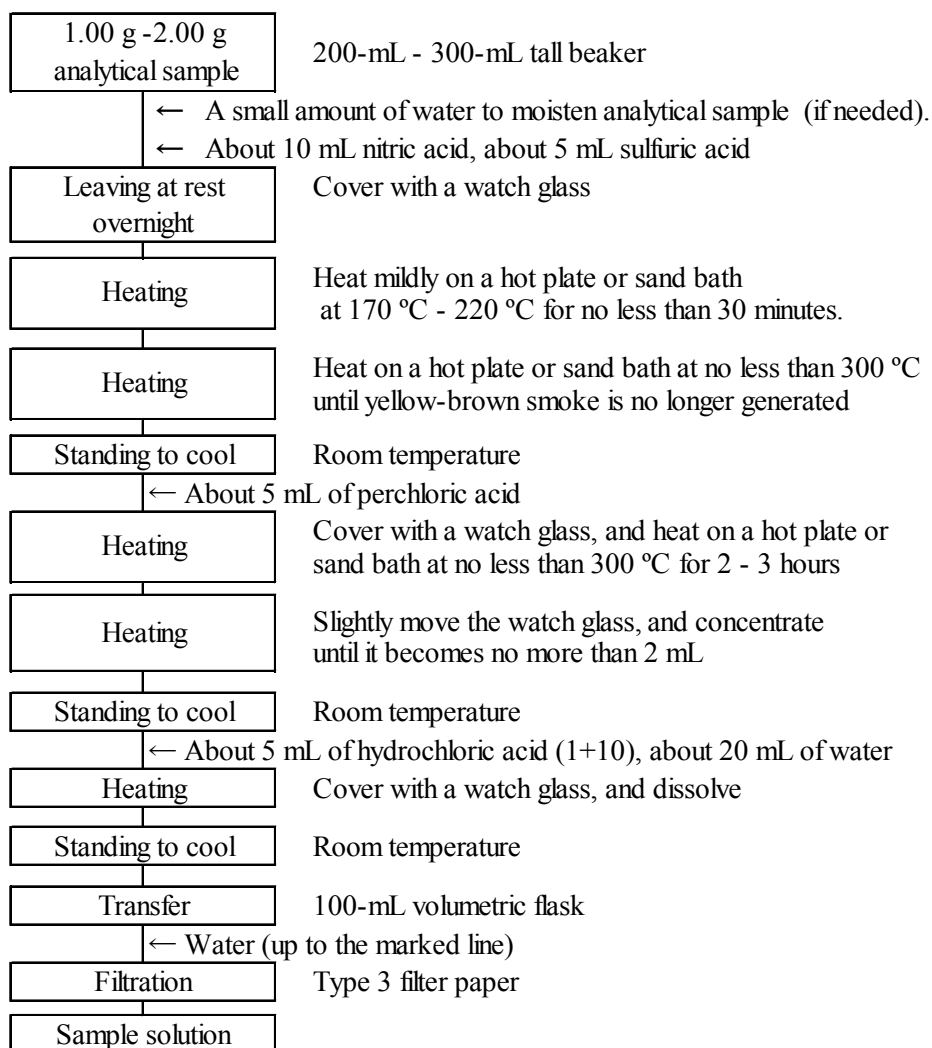 1.00 g -2.00 g
analytical sample
200-mL - 300-mL tall beaker
← A small amount of water to moisten analytical sample (if needed).
← About 10 mL nitric acid, about 5 mL sulfuric acid
Leaving at rest
overnight
Cover with a watch glass
Heating
Heat mildly on a hot plate or sand bath
at 170 ºC - 220 ºC for no less than 30 minutes.
Heating
Heat on a hot plate or sand bath at no less than 300 ºC
until yellow-brown smoke is no longer generated
Standing to cool
Room temperature
← About 5 mL of perchloric acid
Heating
Cover with a watch glass, and heat on a hot plate or
sand bath at no less than 300 ºC for 2 - 3 hours
Heating
Slightly move the watch glass, and concentrate
until it becomes no more than 2 mL
Standing to cool
Room temperature
← About 5 mL of hydrochloric acid (1+10), about 20 mL of water
Heating
Cover with a watch glass, and dissolve
Standing to cool
Room temperature
Transfer
100-mL volumetric flask
← Water (up to the marked line)
Filtration
Type 3 filter paper
Sample solution